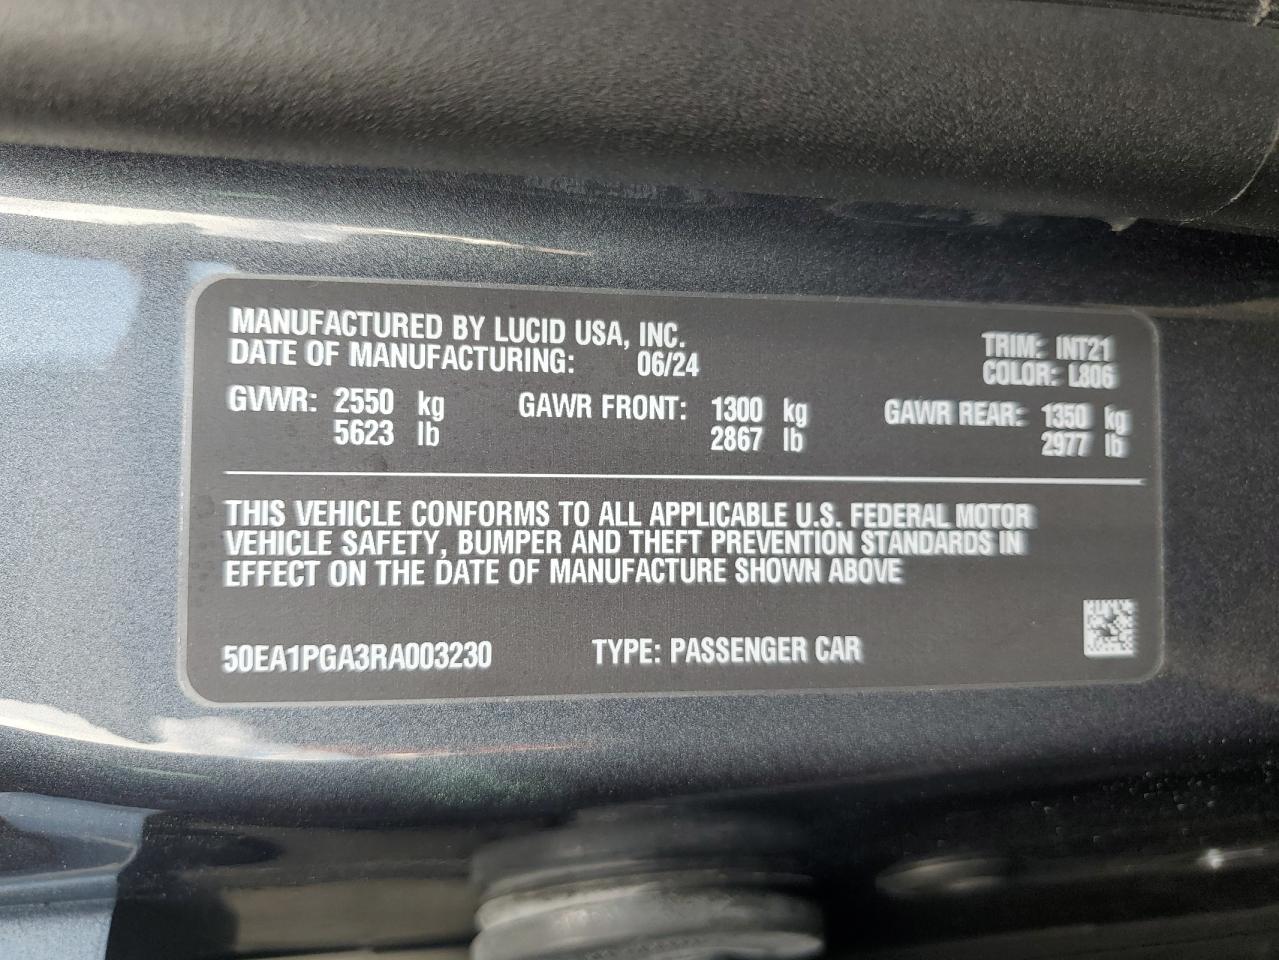 MANUFACTURED BY LUCID USA, INC.
DATE OF MANUFACTURING: 06/24
TRIM: INT21
COLOR: L806
GVWR: 2550 kg GAWR FRONT: 1300 kg GAWR REAR: 1350 kg
5623 lb 2867 lb 2977 lb
THIS VEHICLE CONFORMS TO ALL APPLICABLE U.S. FEDERAL MOTOR
VEHICLE SAFETY, BUMPER AND THEFT PREVENTION STANDARDS IN
EFFECT ON THE DATE OF MANUFACTURE SHOWN ABOVE
50EA1PGA3RA003230 TYPE: PASSENGER CAR